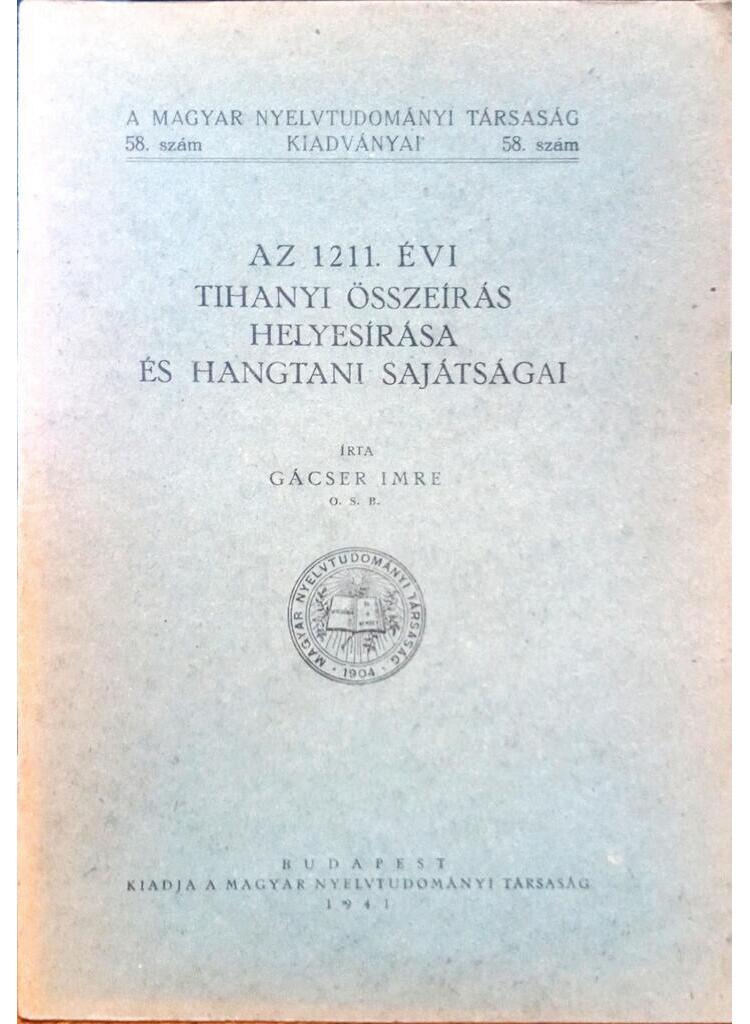 A MAGYAR NYELVTUDOMÁNYI TÁRSASÁG
58. szám KIADVÁNYAI 58. szám
AZ 1211. ÉVI
TIHANYI ÖSSZEÍRÁS
HELYESÍRÁSA
ÉS HANGTANI SAJÁTSÁGAI
ÍRTA
GÁCSER IMRE
O. S. B.
MAGYAR NYELVTUDOMÁNYI TÁRSASÁG
· 1904 ·
BUDAPEST
KIADJA A MAGYAR NYELVTUDOMÁNYI TÁRSASÁG
1941